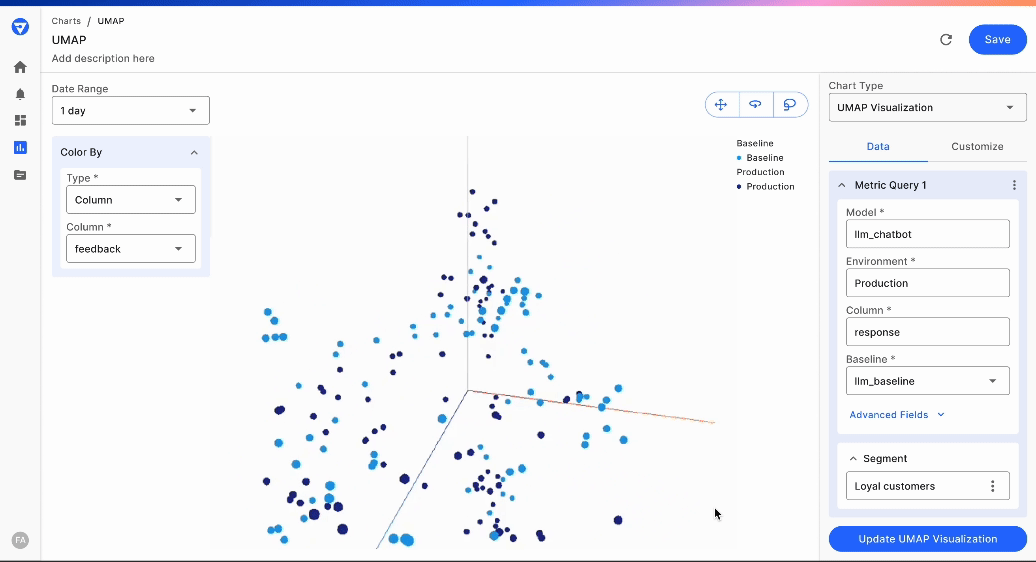 Charts / UMAP
UMAP
Add description here
Save
Date Range
1 day
Color By
Type *
Column
Column *
feedback
Baseline
Baseline
Production
Production
Chart Type
UMAP Visualization
Data
Customize
Metric Query 1
Model *
llm_chatbot
Environment *
Production
Column *
response
Baseline *
llm_baseline
Advanced Fields
Segment
Loyal customers
Update UMAP Visualization
FA